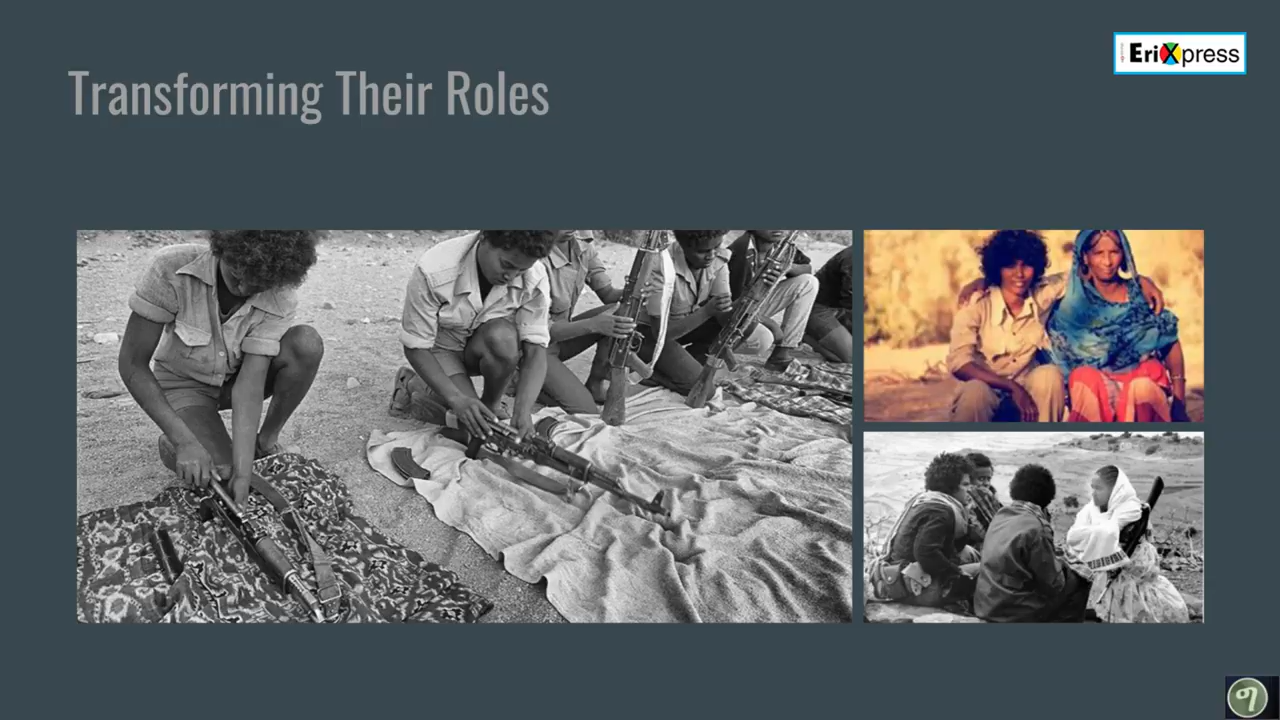 Transforming Their Roles
EriXpress
ግ